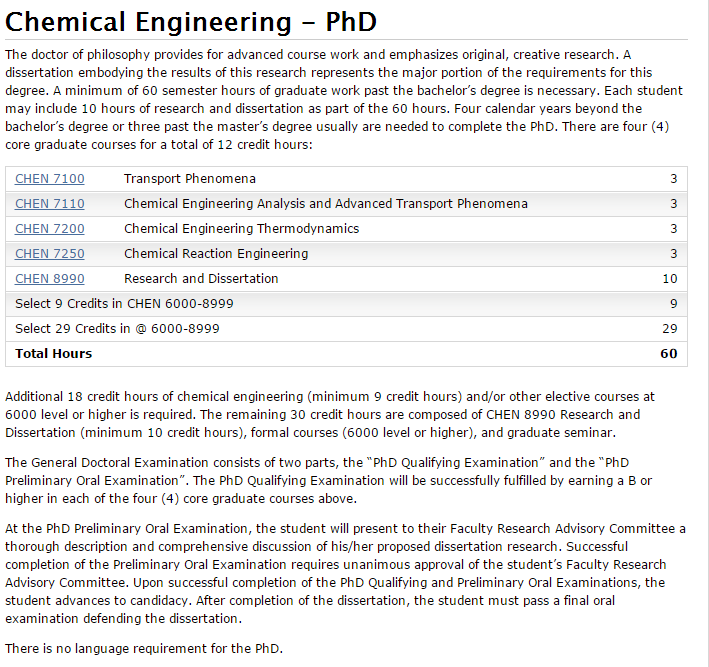 Chemical Engineering – PhD
The doctor of philosophy provides for advanced course work and emphasizes original, creative research. A
dissertation embodying the results of this research represents the major portion of the requirements for this
degree. A minimum of 60 semester hours of graduate work past the bachelor's degree is necessary. Each student
may include 10 hours of research and dissertation as part of the 60 hours. Four calendar years beyond the
bachelor's degree or three past the master's degree usually are needed to complete the PhD. There are four (4)
core graduate courses for a total of 12 credit hours:
CHEN 7100 Transport Phenomena 3
CHEN 7110 Chemical Engineering Analysis and Advanced Transport Phenomena 3
CHEN 7200 Chemical Engineering Thermodynamics 3
CHEN 7250 Chemical Reaction Engineering 3
CHEN 8990 Research and Dissertation 10
Select 9 Credits in CHEN 6000-8999 9
Select 29 Credits in @ 6000-8999 29
Total Hours 60
Additional 18 credit hours of chemical engineering (minimum 9 credit hours) and/or other elective courses at
6000 level or higher is required. The remaining 30 credit hours are composed of CHEN 8990 Research and
Dissertation (minimum 10 credit hours), formal courses (6000 level or higher), and graduate seminar.
The General Doctoral Examination consists of two parts, the "PhD Qualifying Examination" and the "PhD
Preliminary Oral Examination". The PhD Qualifying Examination will be successfully fulfilled by earning a B or
higher in each of the four (4) core graduate courses above.
At the PhD Preliminary Oral Examination, the student will present to their Faculty Research Advisory Committee a
thorough description and comprehensive discussion of his/her proposed dissertation research. Successful
completion of the Preliminary Oral Examination requires unanimous approval of the student's Faculty Research
Advisory Committee. Upon successful completion of the PhD Qualifying and Preliminary Oral Examinations, the
student advances to candidacy. After completion of the dissertation, the student must pass a final oral
examination defending the dissertation.
There is no language requirement for the PhD.